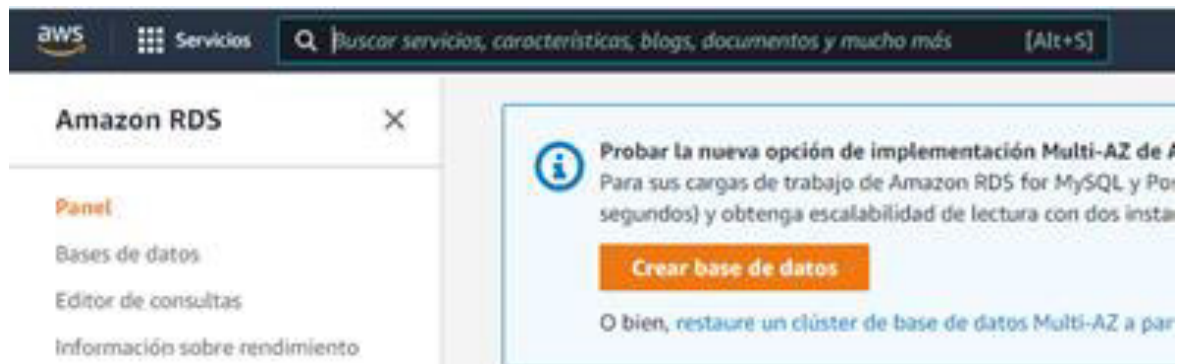 aws
Servicios
Buscar servicios, características, blogs, documentos y mucho más
[Alt+S]
Amazon RDS
Panel
Bases de datos
Editor de consultas
Información sobre rendimiento
Probar la nueva opción de implementación Multi-AZ de A
Para sus cargas de trabajo de Amazon RDS for MySQL y Pos
segundos) y obtenga escalabilidad de lectura con dos insta
Crear base de datos
O bien, restaure un clúster de base de datos Multi-AZ a par